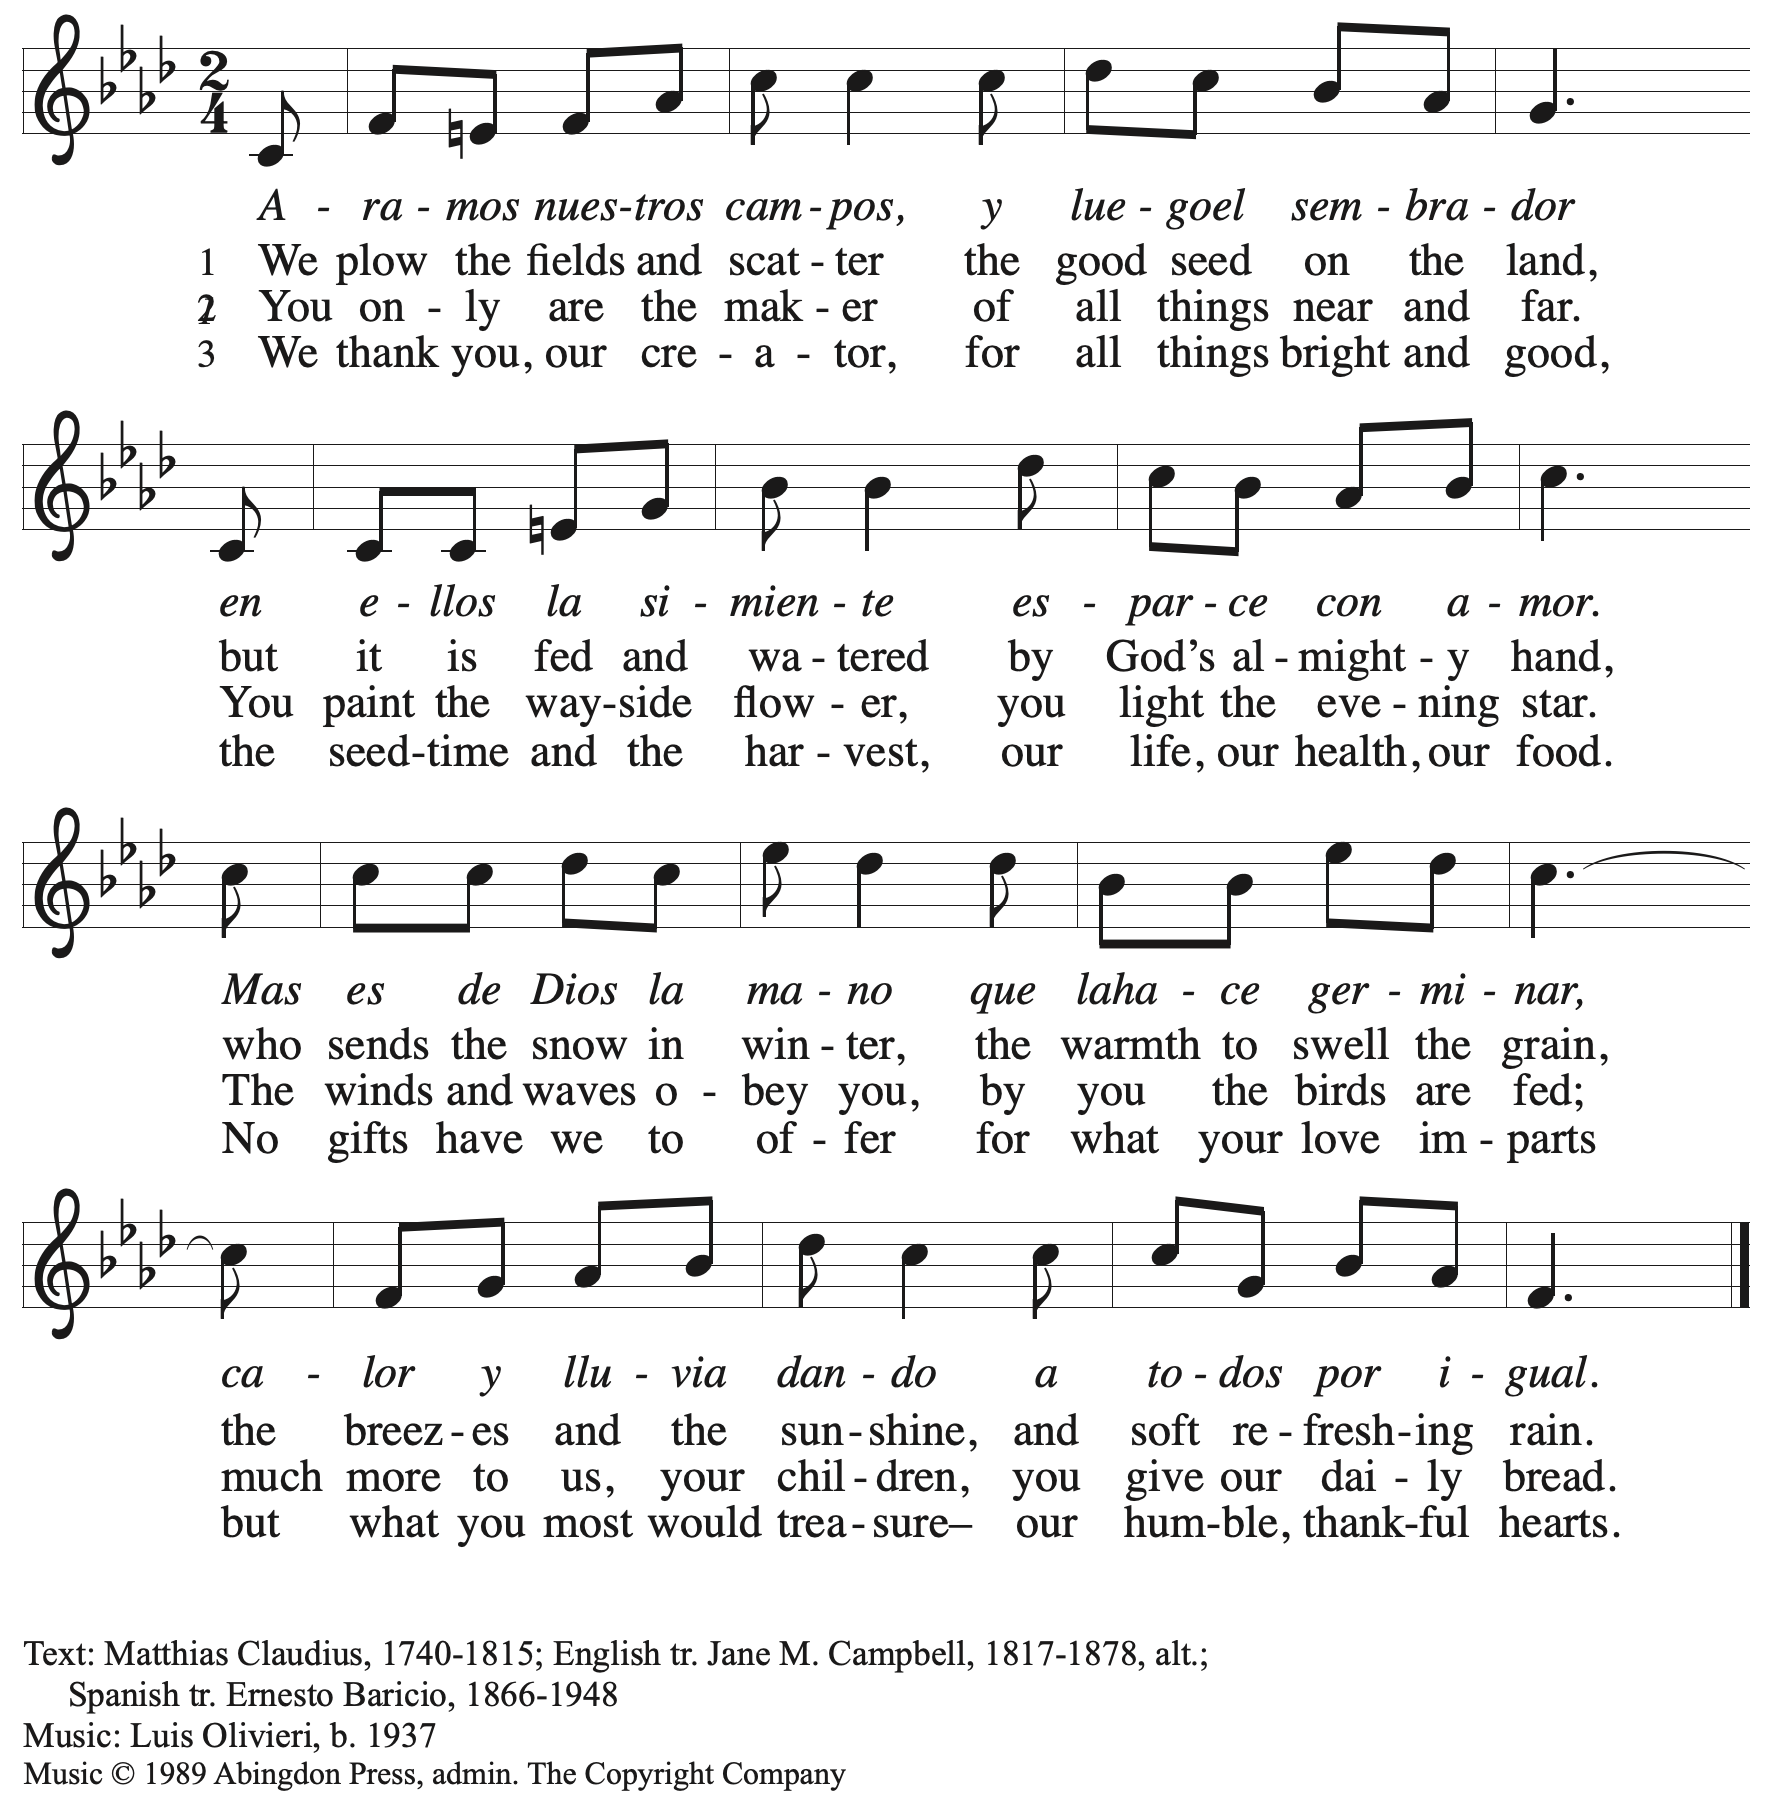 2
4
A - ra - mos nues-tros cam-pos, y lue - goel sem - bra - dor
1 We plow the fields and scat - ter the good seed on the land,
2 You on - ly are the mak - er of all things near and far.
3 We thank you, our cre - a - tor, for all things bright and good,
en e - llos la si - mien - te es - par - ce con a - mor.
but it is fed and wa - tered by God’s al - might - y hand,
You paint the way-side flow - er, you light the eve - ning star.
the seed-time and the har - vest, our life, our health, our food.
Mas es de Dios la ma - no que laha - ce ger - mi - nar,
who sends the snow in win - ter, the warmth to swell the grain,
The winds and waves o - bey you, by you the birds are fed;
No gifts have we to of - fer for what your love im - parts
ca - lor y llu - via dan - do a to - dos por i - gual.
the breez - es and the sun - shine, and soft re - fresh-ing rain.
much more to us, your chil - dren, you give our dai - ly bread.
but what you most would trea - sure– our hum-ble, thank-ful hearts.
Text: Matthias Claudius, 1740-1815; English tr. Jane M. Campbell, 1817-1878, alt.;
Spanish tr. Ernesto Baricio, 1866-1948
Music: Luis Olivieri, b. 1937
Music © 1989 Abingdon Press, admin. The Copyright Company